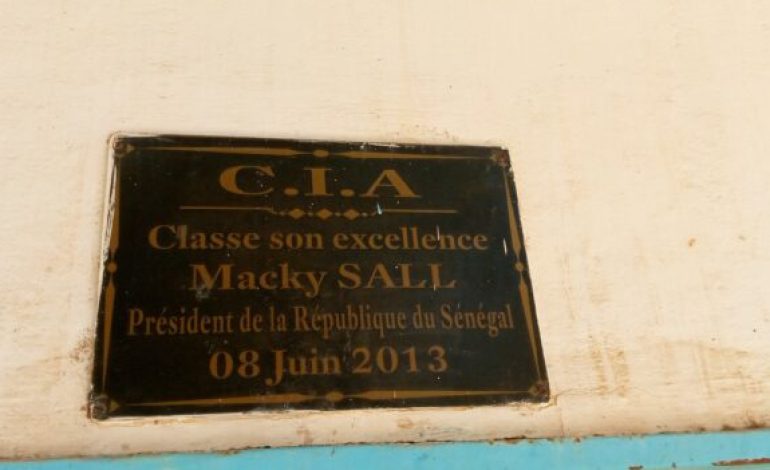 C.I.A
Classe son excellence
Macky SALL
Président de la République du Sénégal
08 Juin 2013